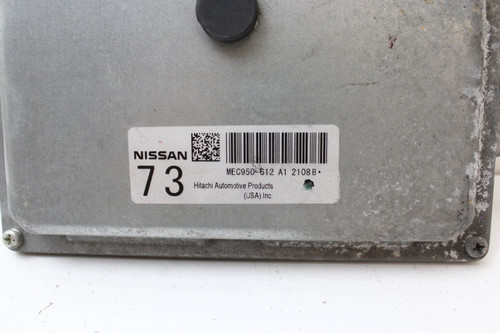 NISSAN
MEC950-612 A1 2108B•
73
Hitachi Automotive Products
(USA) Inc.